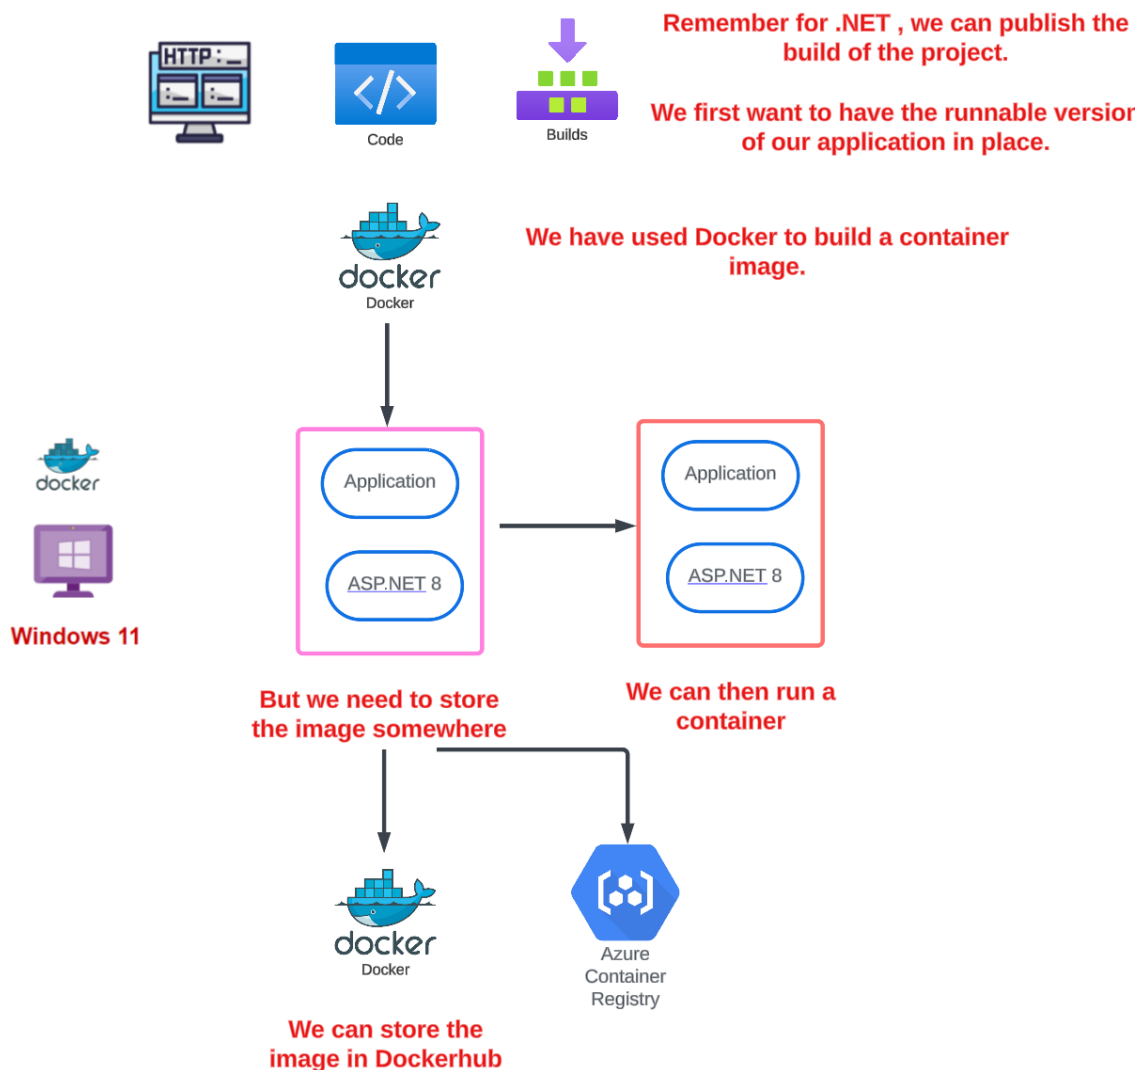 HTTP:_
Remember for .NET , we can publish the
build of the project.
Code
Builds
We first want to have the runnable version
of our application in place.
docker
Docker
We have used Docker to build a container
image.
docker
Windows 11
Application
ASP.NET 8
Application
ASP.NET 8
But we need to store
the image somewhere
We can then run a
container
docker
Docker
Azure
Container
Registry
We can store the
image in Dockerhub